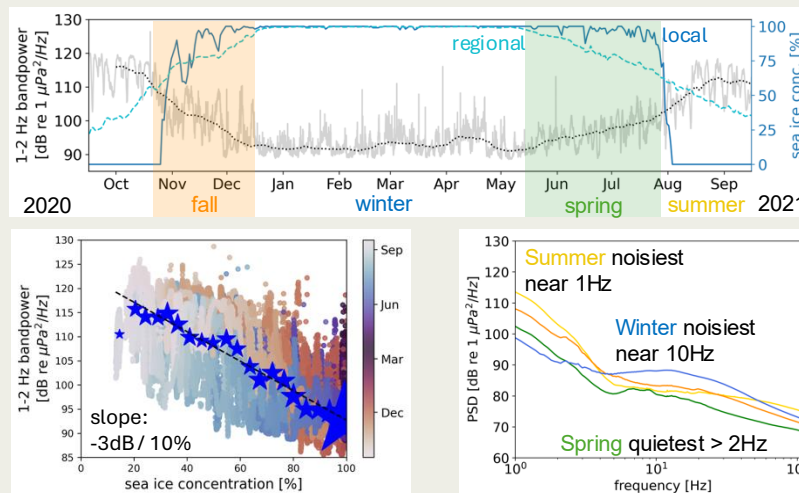 130
120
110
100
90
1-2 Hz bandpower
[dB re 1 μPa²/Hz]
regional
local
100
75
50
25
0
sea ice conc. [%]
Oct Nov Dec Jan Feb Mar Apr May Jun Jul Aug Sep
2020 fall winter spring summer 2021
130
125
120
115
110
105
100
95
90
85
1-2 Hz bandpower
[dB re μPa²/Hz]
slope:
-3dB / 10%
0 20 40 60 80 100
sea ice concentration [%]
Sep
Jun
Mar
Dec
130
120
110
100
90
80
70
60
PSD [dB re 1 μPa²/Hz]
Summer noisiest
near 1Hz
Winter noisiest
near 10Hz
Spring quietest > 2Hz
10⁰ 10¹
frequency [Hz]